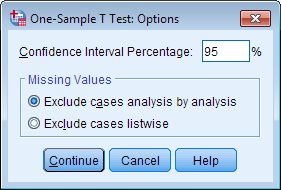 One-Sample T Test: Options
Confidence Interval Percentage: 95 %
Missing Values
Exclude cases analysis by analysis
Exclude cases listwise
Continue Cancel Help